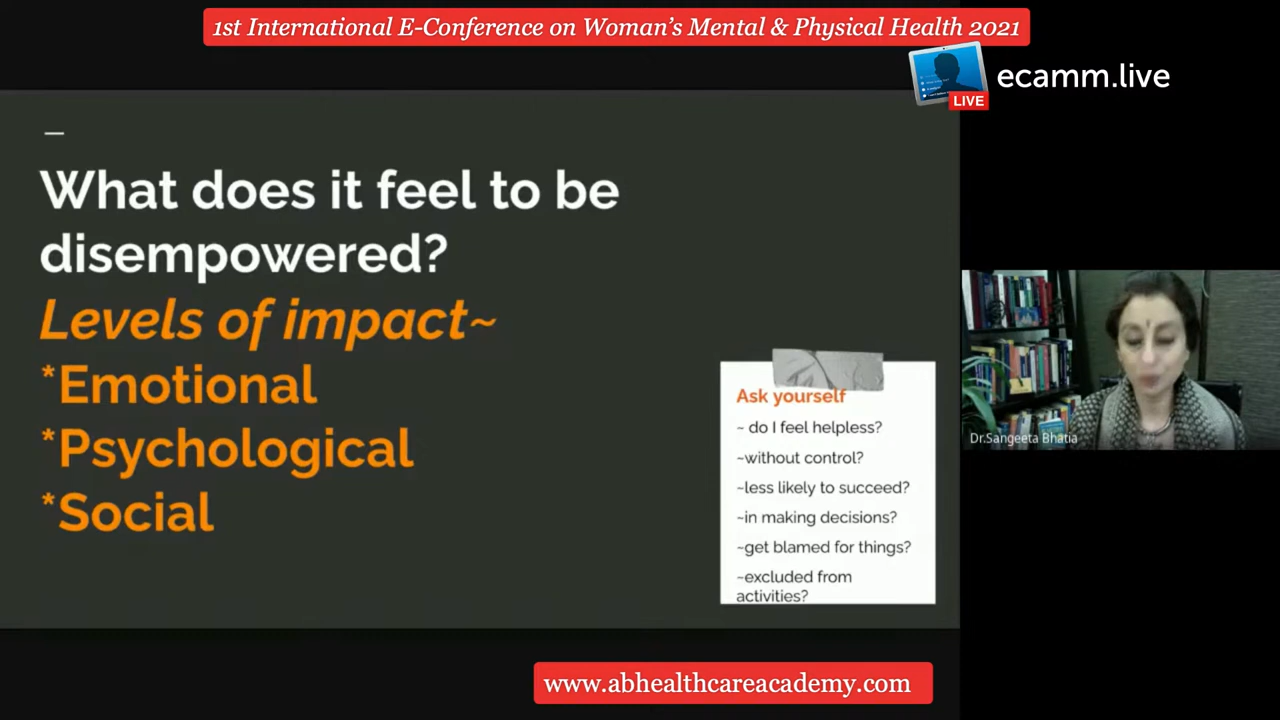 1st International E-Conference on Woman's Mental & Physical Health 2021
ecamm.live
LIVE
What does it feel to be
disempowered?
Levels of impact~
*Emotional
*Psychological
*Social
Ask yourself
~ do I feel helpless?
~without control?
~less likely to succeed?
~in making decisions?
~get blamed for things?
~excluded from
activities?
Dr.Sangeeta Bhatia
www.abhealthcareacademy.com